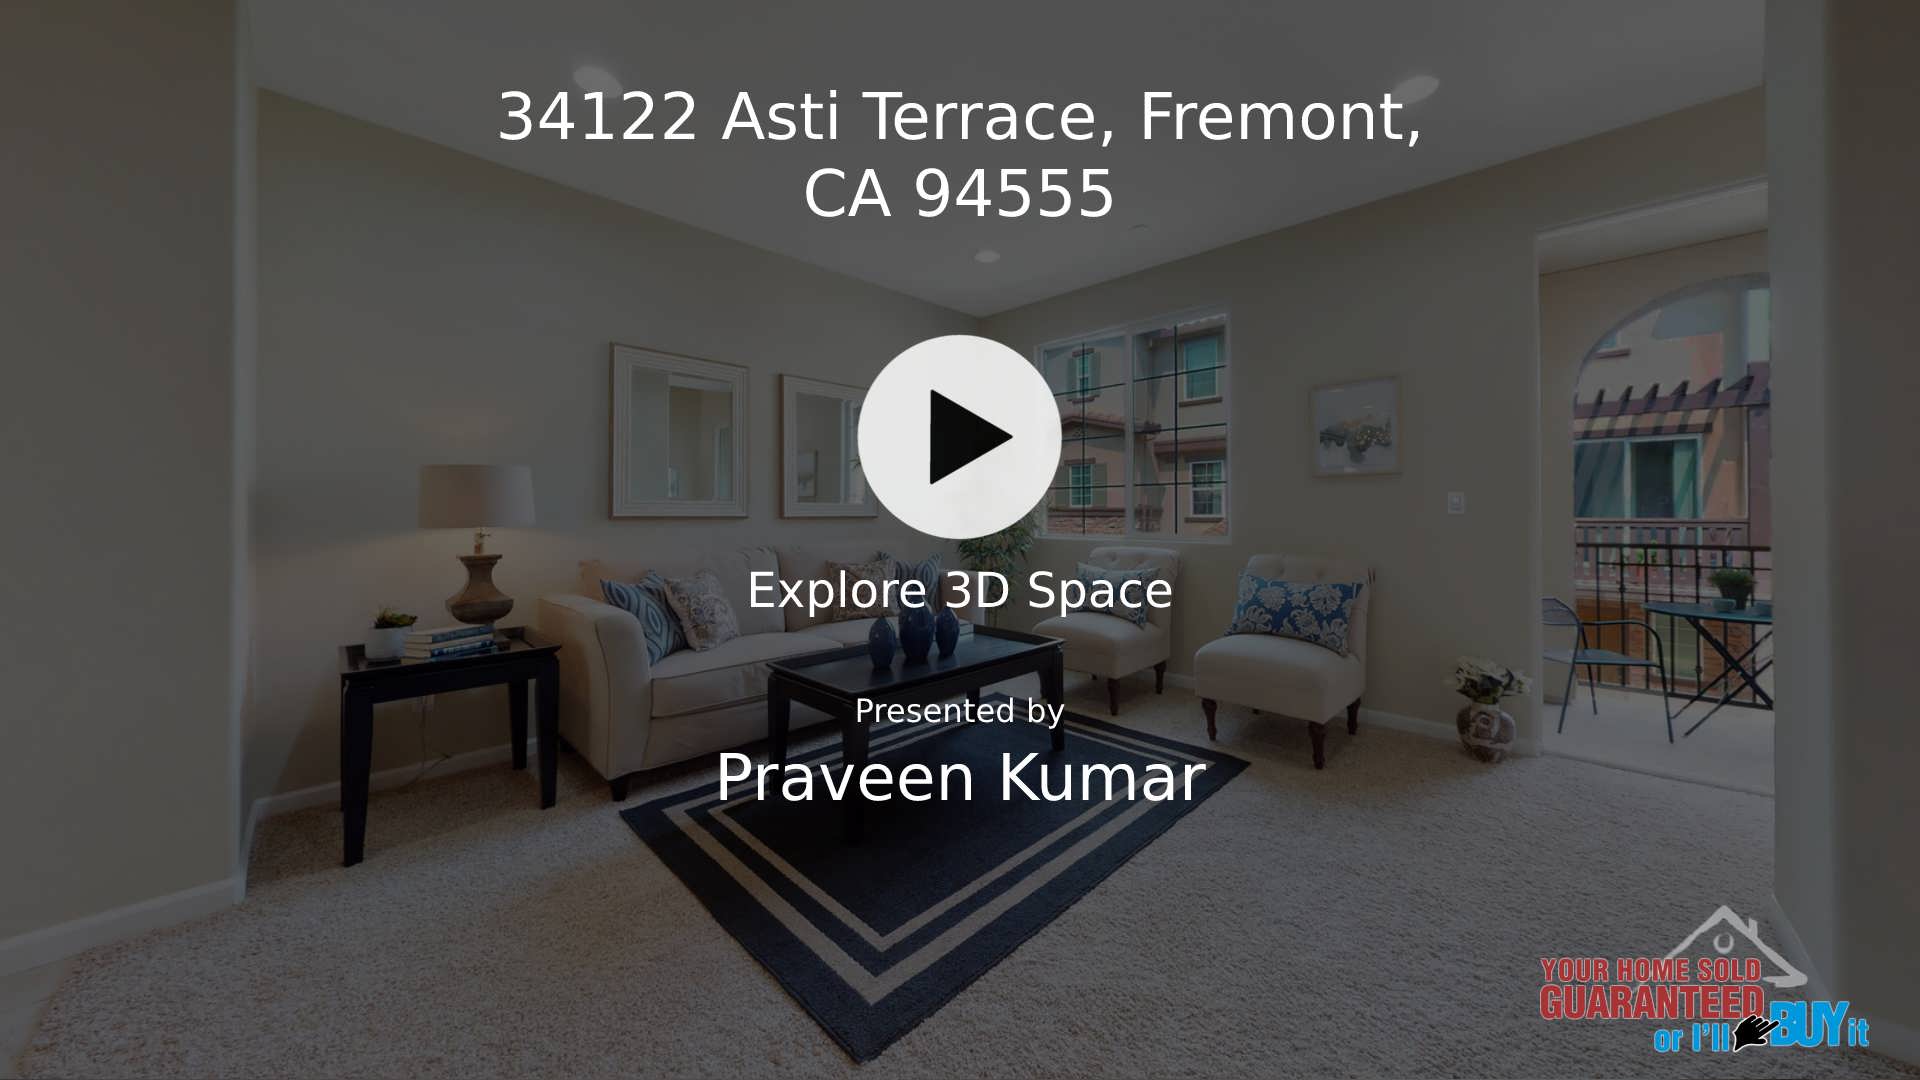 34122 Asti Terrace, Fremont,
CA 94555
Explore 3D Space
Presented by
Praveen Kumar
YOUR HOME SOLD
GUARANTEED
or I'll BUY it